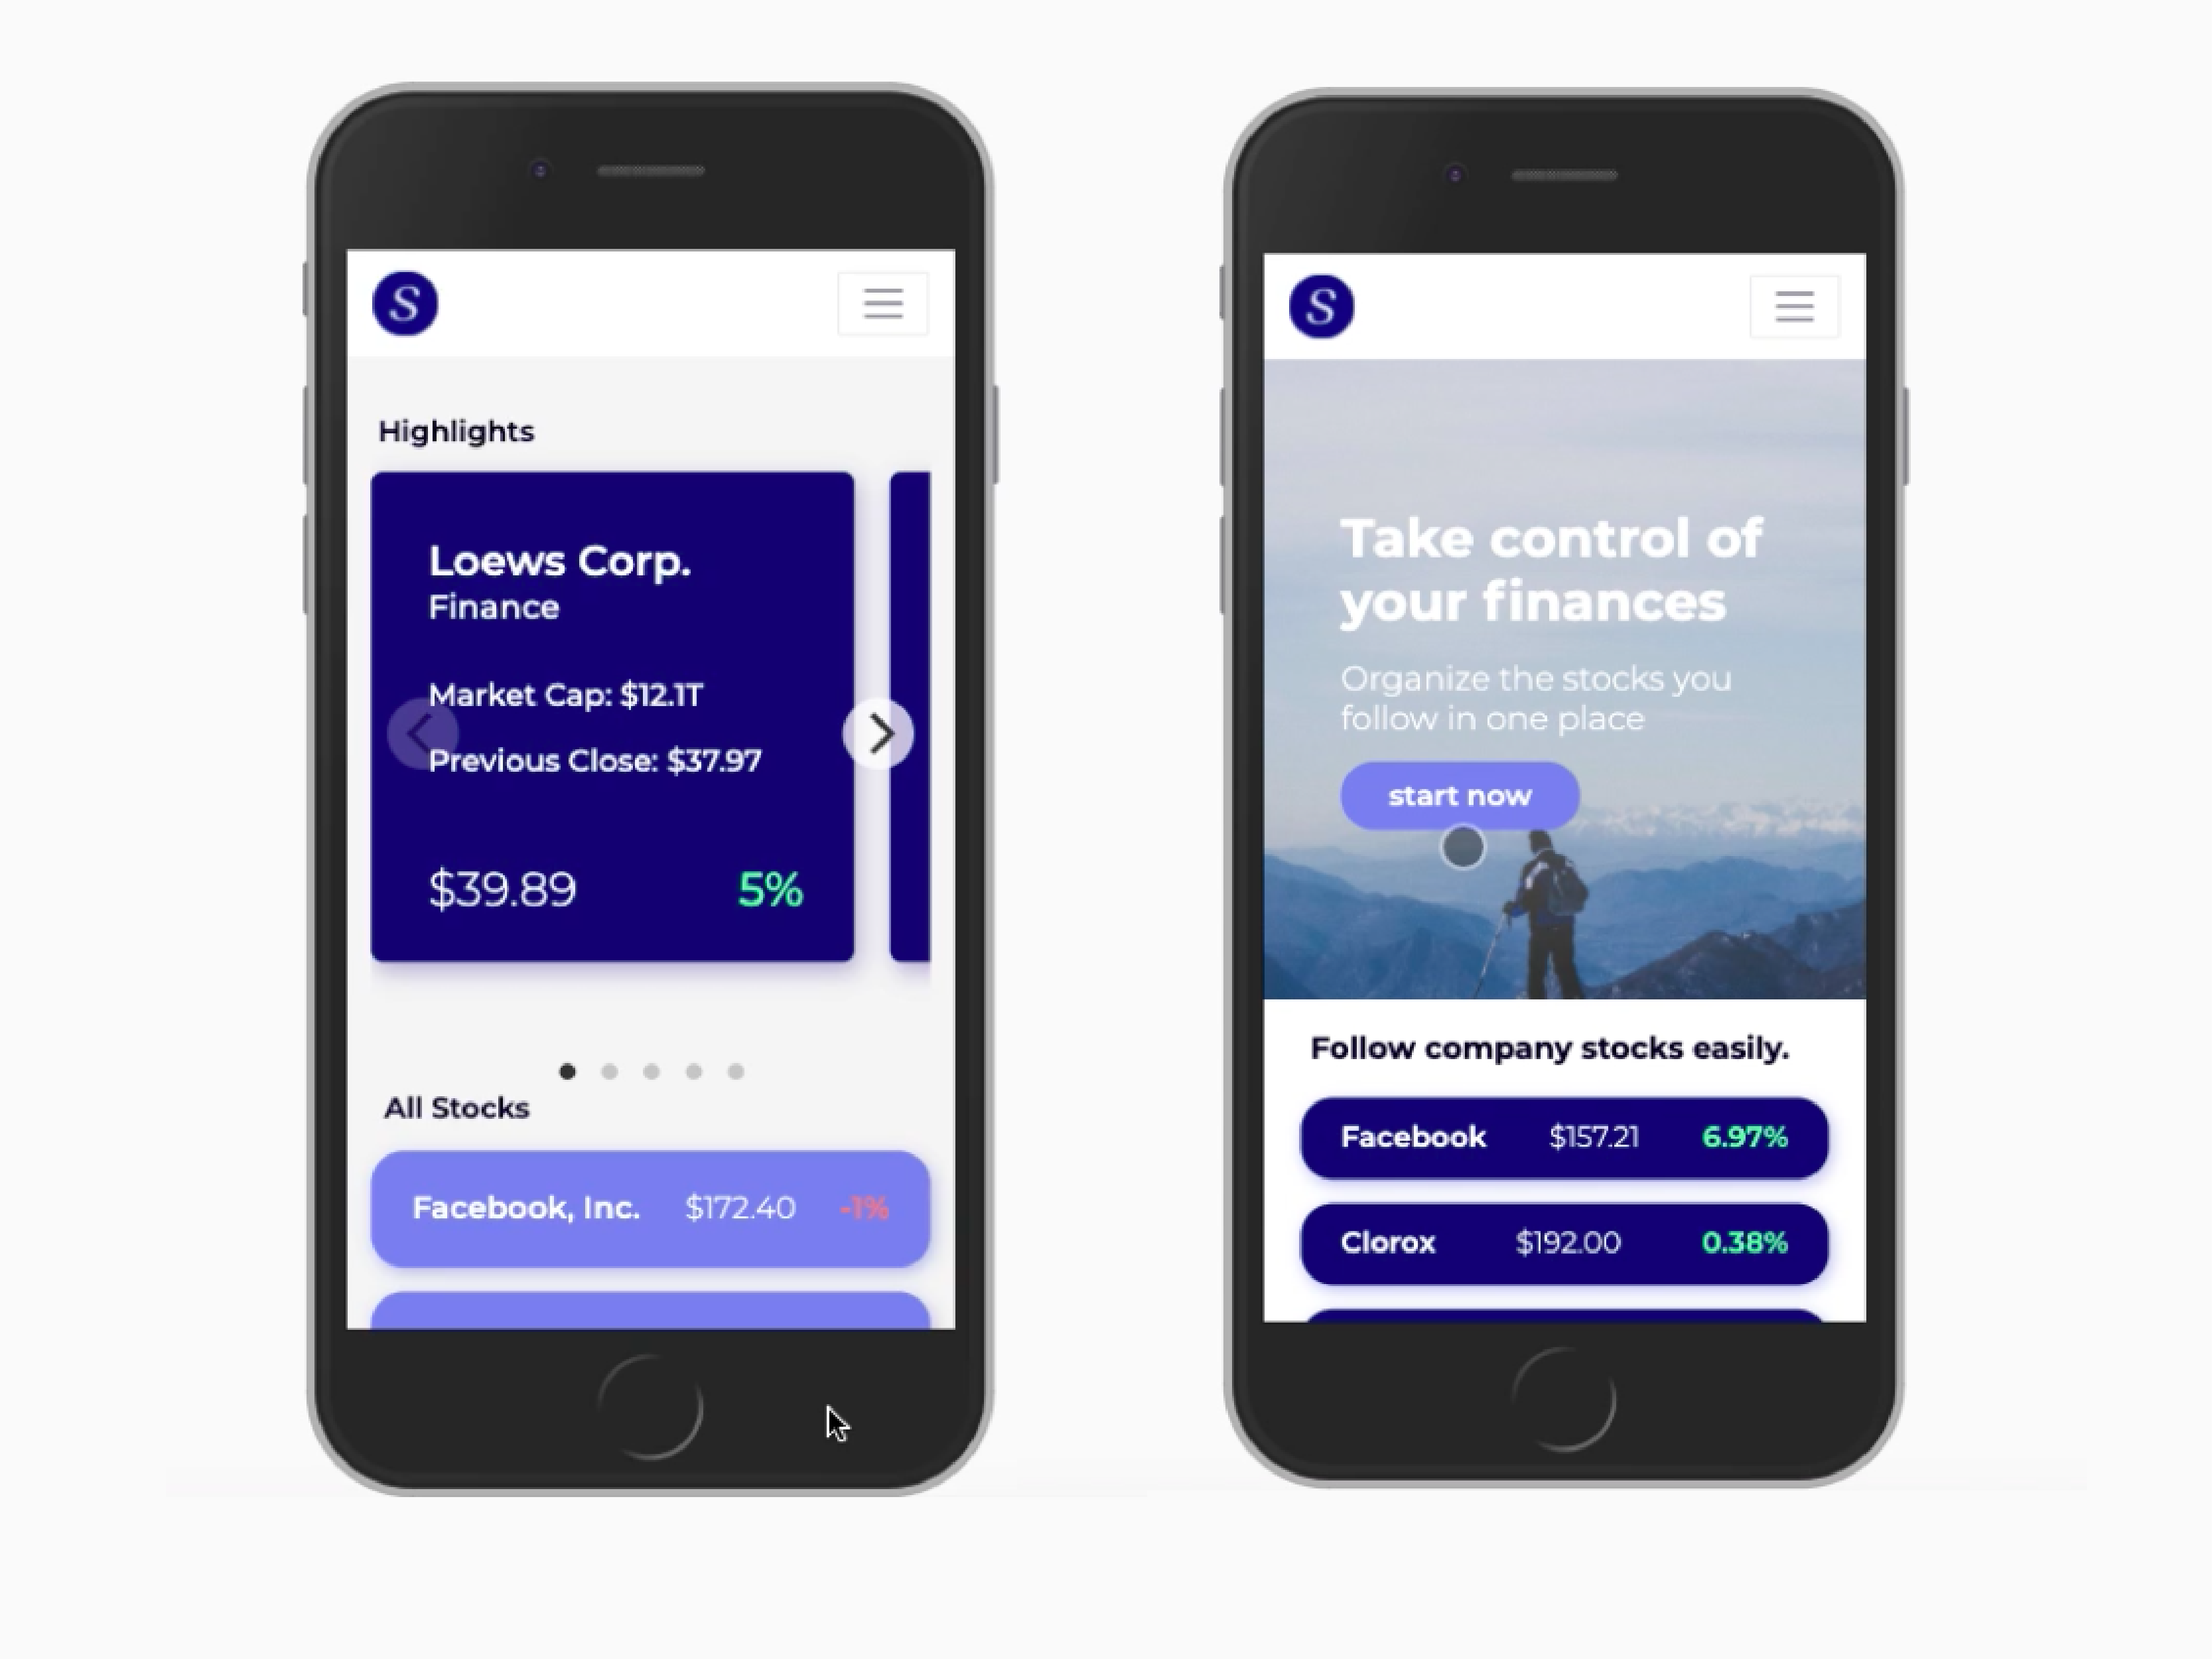 S
Highlights
Loews Corp.
Finance
Market Cap: $12.1T
Previous Close: $37.97
$39.89 5%
All Stocks
Facebook, Inc. $172.40 -1%
S
Take control of
your finances
Organize the stocks you
follow in one place
start now
Follow company stocks easily.
Facebook $157.21 6.97%
Clorox $192.00 0.38%